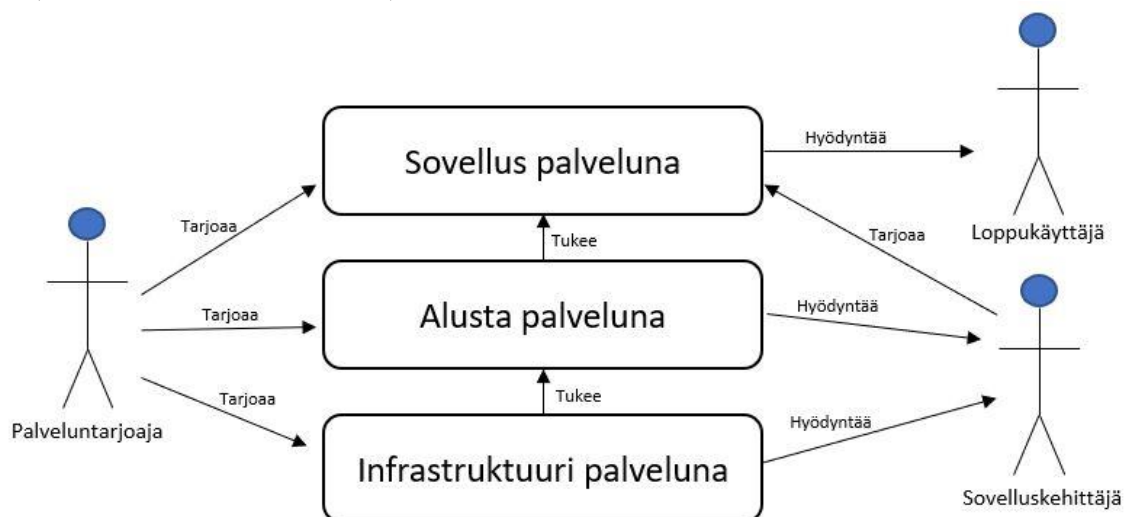 Sovellus palveluna
Hyödyntää
Loppukäyttäjä
Tarjoaa
Tukee
Tarjoaa
Alusta palveluna
Tarjoaa
Hyödyntää
Tarjoaa
Tukee
Palveluntarjoaja
Infrastruktuuri palveluna
Hyödyntää
Sovelluskehittäjä